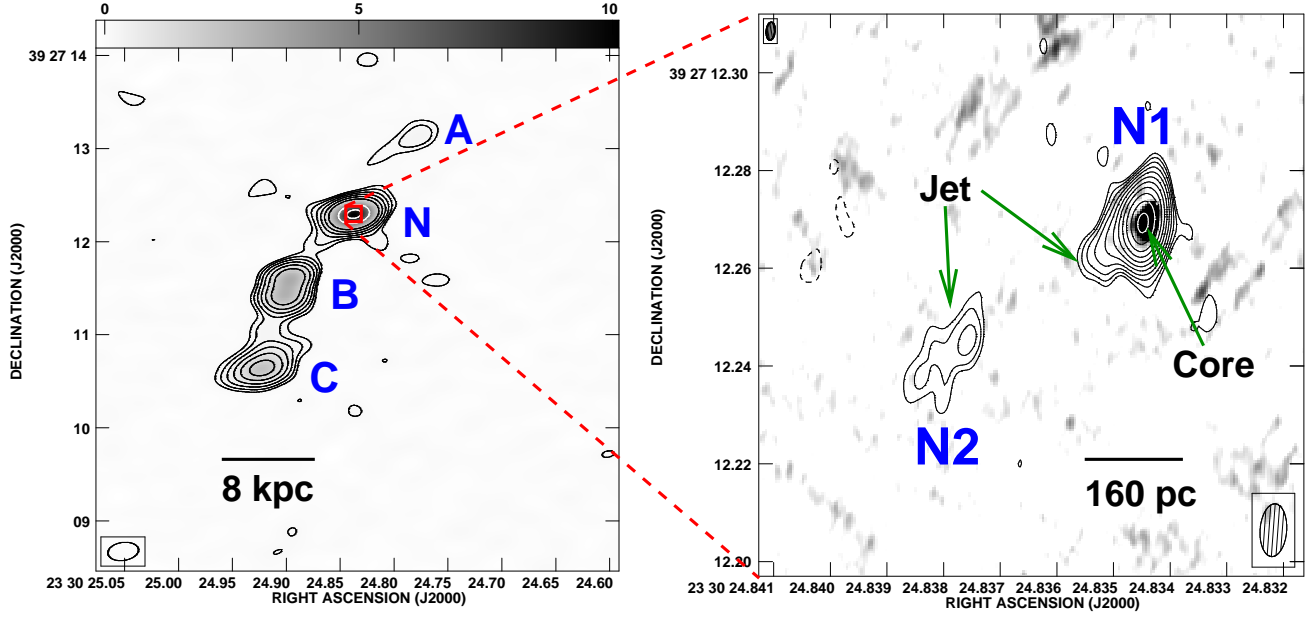 0 5 10
39 27 14
13
12
11
10
09
DECLINATION (J2000)
A
N
B
C
8 kpc
23 30 25.05 25.00 24.90 24.85 24.80 24.75 24.70 24.65 24.60
RIGHT ASCENSION (J2000)
39 27 12.30
12.28
12.26
12.24
12.22
12.20
DECLINATION (J2000)
N1
Jet
Core
N2
160 pc
23 30 24.841 24.840 24.839 24.838 24.837 24.836 24.835 24.834 24.833 24.832
RIGHT ASCENSION (J2000)